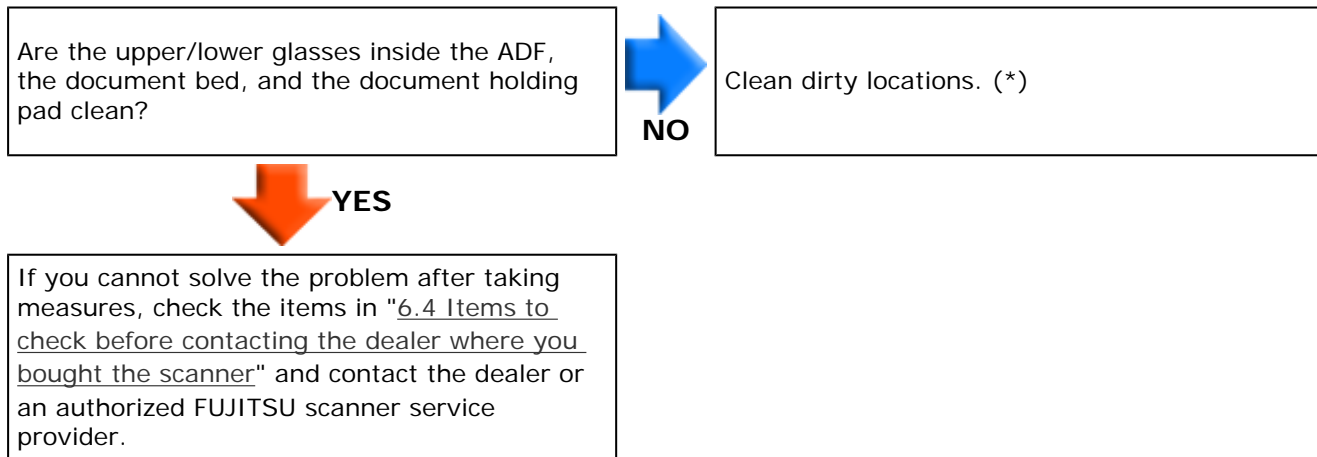 Are the upper/lower glasses inside the ADF,
the document bed, and the document holding
pad clean?
NO
Clean dirty locations. (*)
YES
If you cannot solve the problem after taking
measures, check the items in "6.4 Items to
check before contacting the dealer where you
bought the scanner" and contact the dealer or
an authorized FUJITSU scanner service
provider.